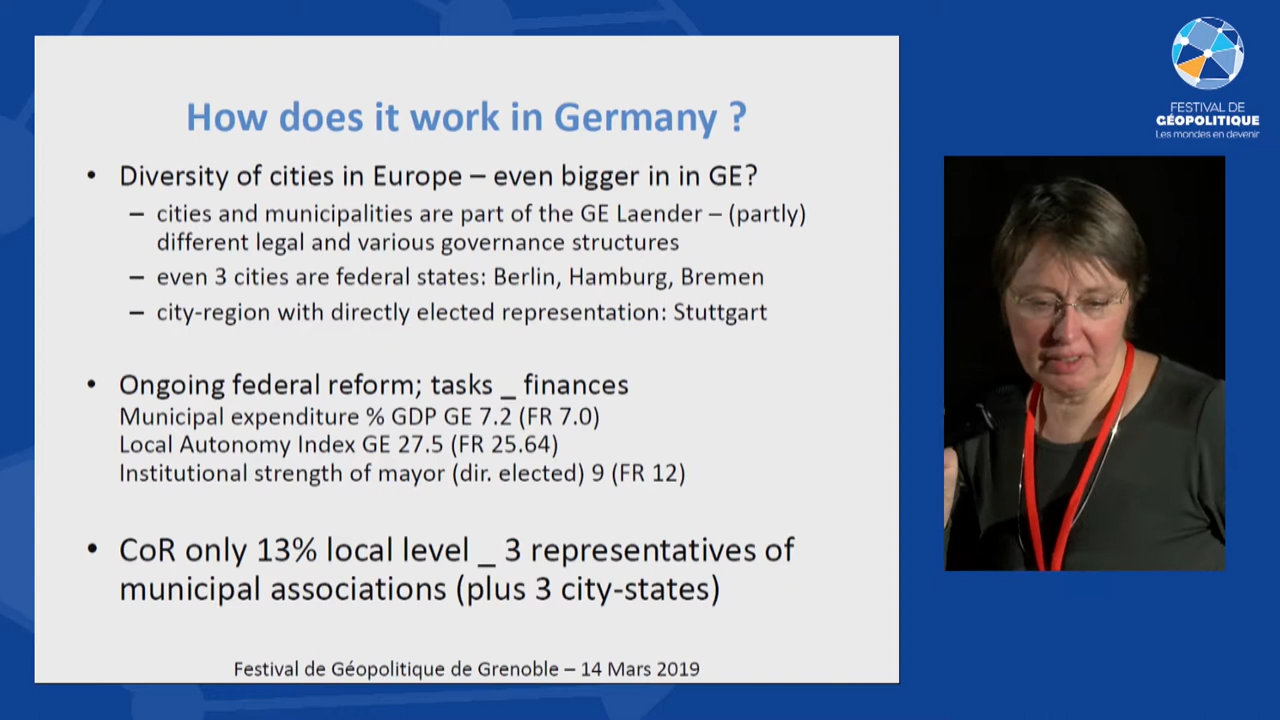 How does it work in Germany ?
• Diversity of cities in Europe – even bigger in in GE?
– cities and municipalities are part of the GE Laender – (partly)
different legal and various governance structures
– even 3 cities are federal states: Berlin, Hamburg, Bremen
– city-region with directly elected representation: Stuttgart
• Ongoing federal reform; tasks _ finances
Municipal expenditure % GDP GE 7.2 (FR 7.0)
Local Autonomy Index GE 27.5 (FR 25.64)
Institutional strength of mayor (dir. elected) 9 (FR 12)
• CoR only 13% local level _ 3 representatives of
municipal associations (plus 3 city-states)
Festival de Géopolitique de Grenoble – 14 Mars 2019
FESTIVAL DE
GÉOPOLITIQUE
Les mondes en devenir